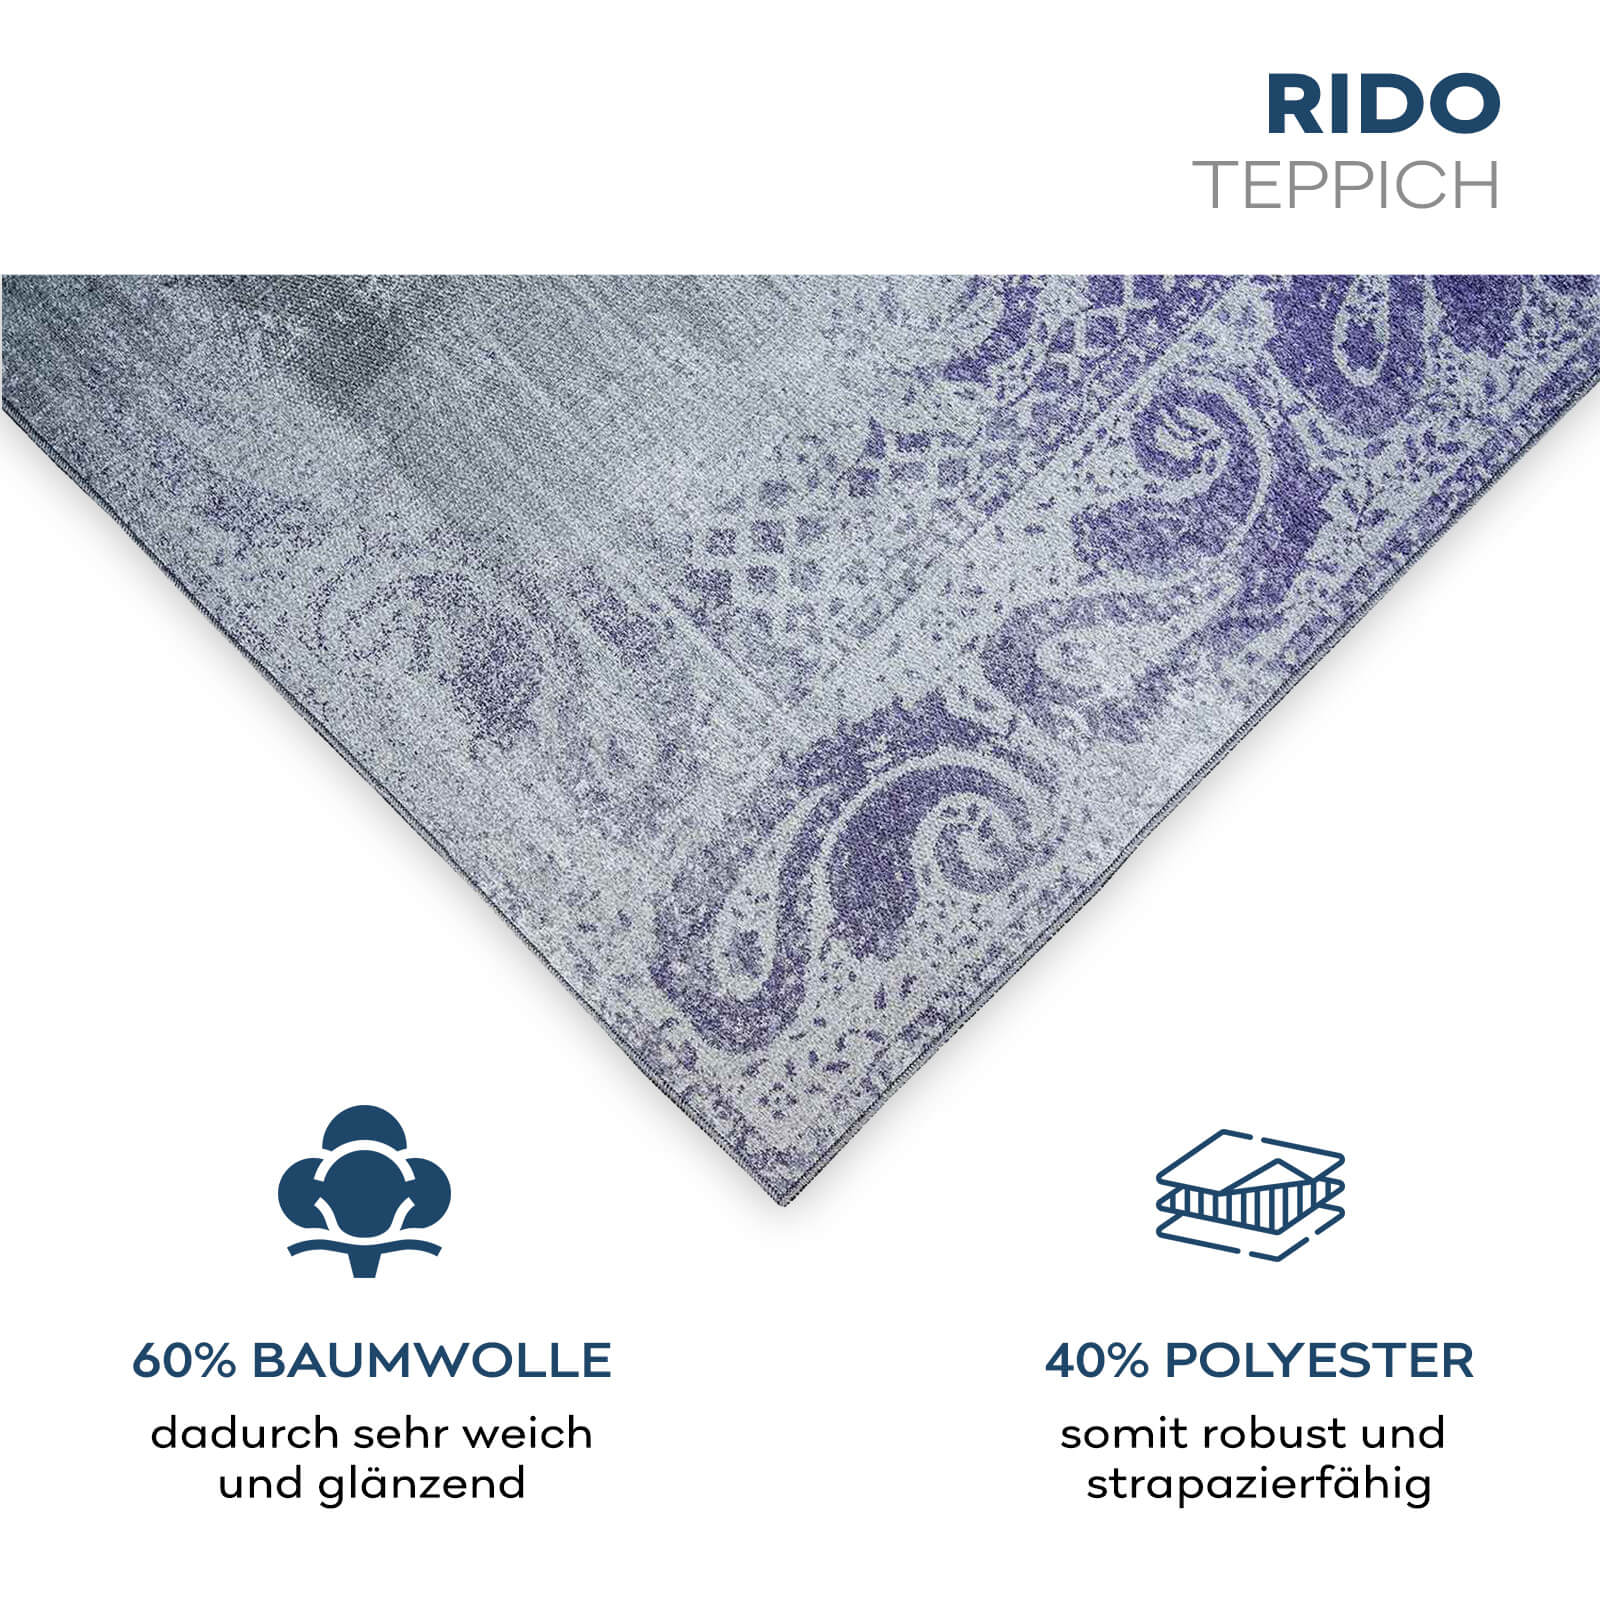 RIDO
TEPPICH
60% BAUMWOLLE
dadurch sehr weich
und glänzend
40% POLYESTER
somit robust und
strapazierfähig